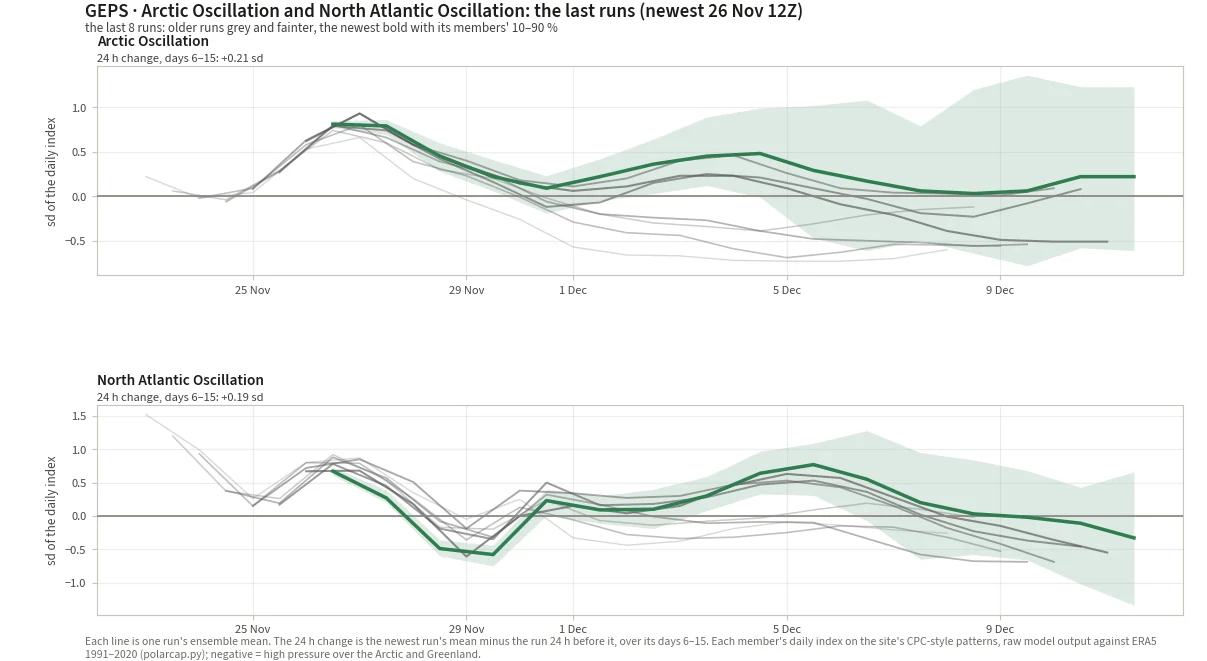 GEPS · Arctic Oscillation and North Atlantic Oscillation: the last runs (newest 26 Nov 12Z)
the last 8 runs: older runs grey and fainter, the newest bold with its members' 10–90 %
Arctic Oscillation
24 h change, days 6–15: +0.21 sd
sd of the daily index
1.0
0.5
0.0
−0.5
25 Nov
29 Nov
1 Dec
5 Dec
9 Dec
North Atlantic Oscillation
24 h change, days 6–15: +0.19 sd
sd of the daily index
1.5
1.0
0.5
0.0
−0.5
−1.0
25 Nov
29 Nov
1 Dec
5 Dec
9 Dec
Each line is one run's ensemble mean. The 24 h change is the newest run's mean minus the run 24 h before it, over its days 6–15. Each member's daily index on the site's CPC-style patterns, raw model output against ERA5
1991–2020 (polarcap.py); negative = high pressure over the Arctic and Greenland.